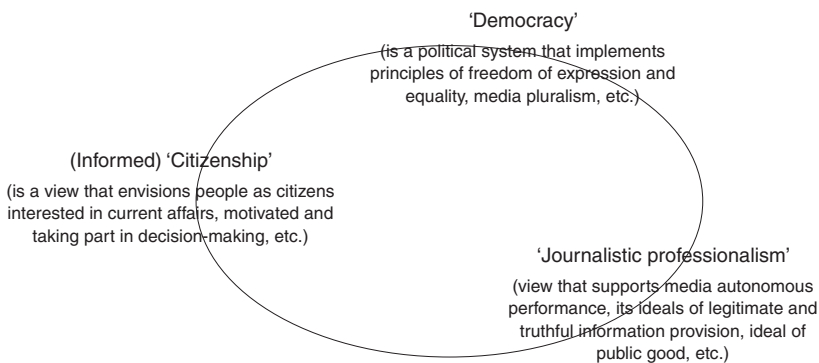 ‘Democracy’
(is a political system that implements
principles of freedom of expression and
equality, media pluralism, etc.)
(Informed) ‘Citizenship’
(is a view that envisions people as citizens
interested in current affairs, motivated and
taking part in decision-making, etc.)
‘Journalistic professionalism’
(view that supports media autonomous
performance, its ideals of legitimate and
truthful information provision, ideal of
public good, etc.)